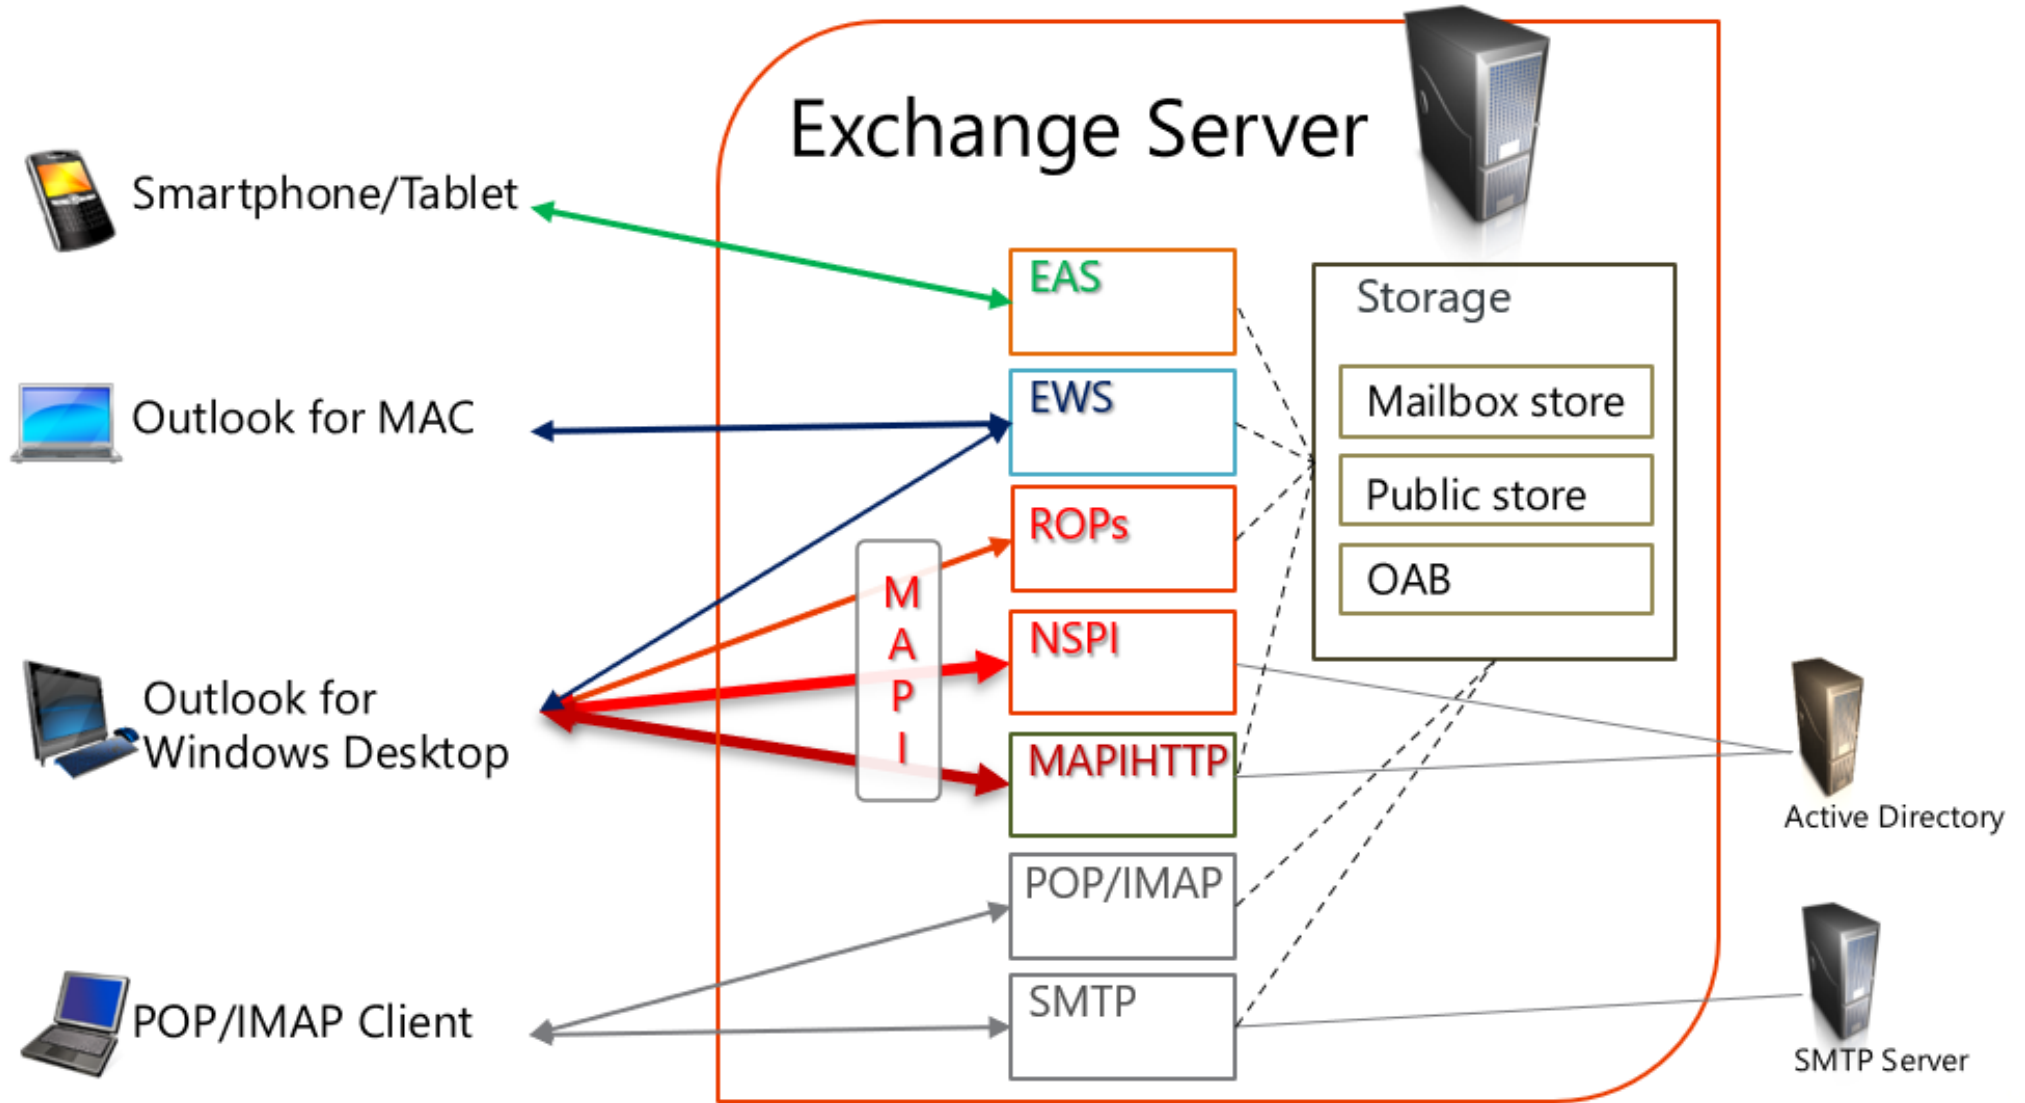 Exchange Server
Smartphone/Tablet
Outlook for MAC
Outlook for
Windows Desktop
POP/IMAP Client
M
A
P
I
EAS
EWS
ROPs
NSPI
MAPIHTTP
POP/IMAP
SMTP
Storage
Mailbox store
Public store
OAB
Active Directory
SMTP Server